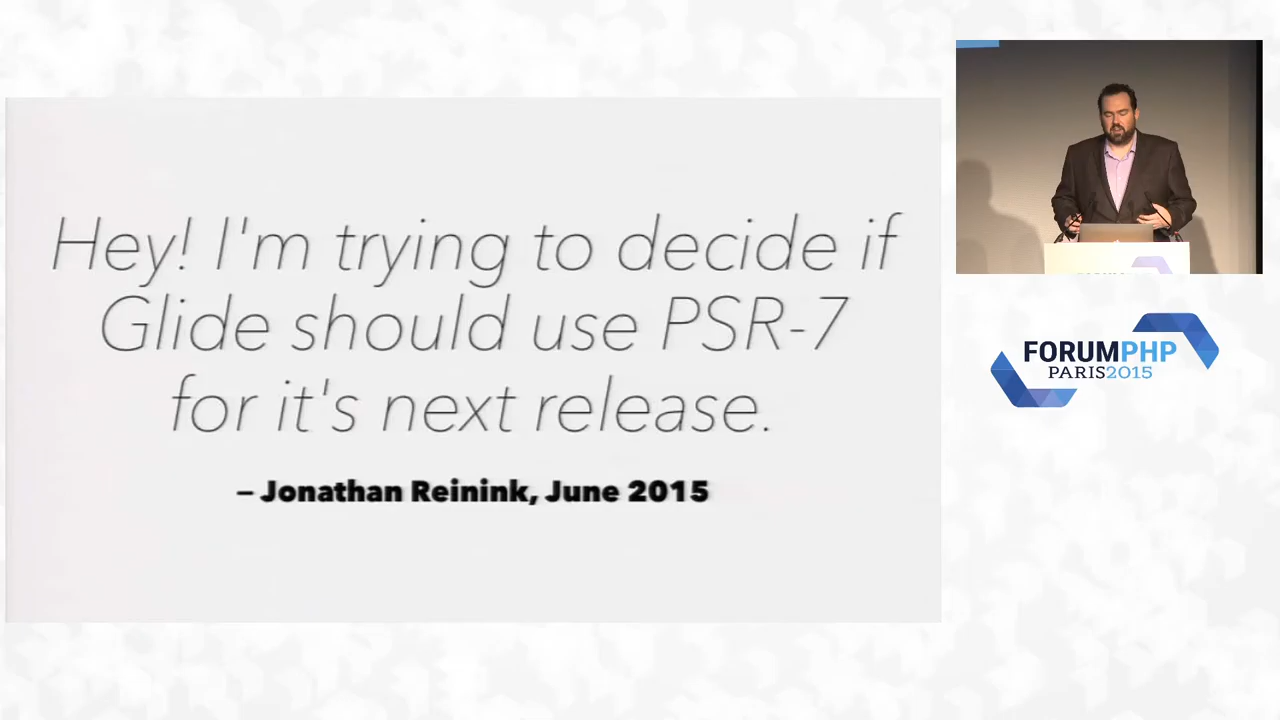 Hey! I'm trying to decide if
Glide should use PSR-7
for it's next release.
– Jonathan Reinink, June 2015
FORUMPHP
PARIS2015